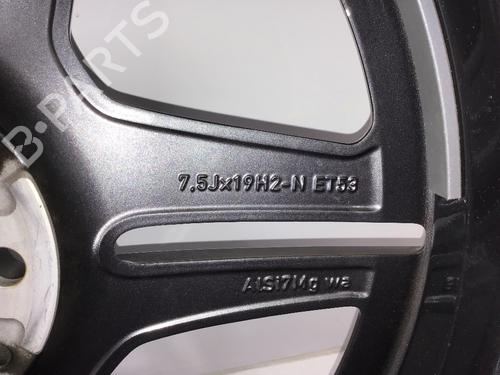 B-PARTS
7.5Jx19H2-N ET53
AlSi7Mg wa